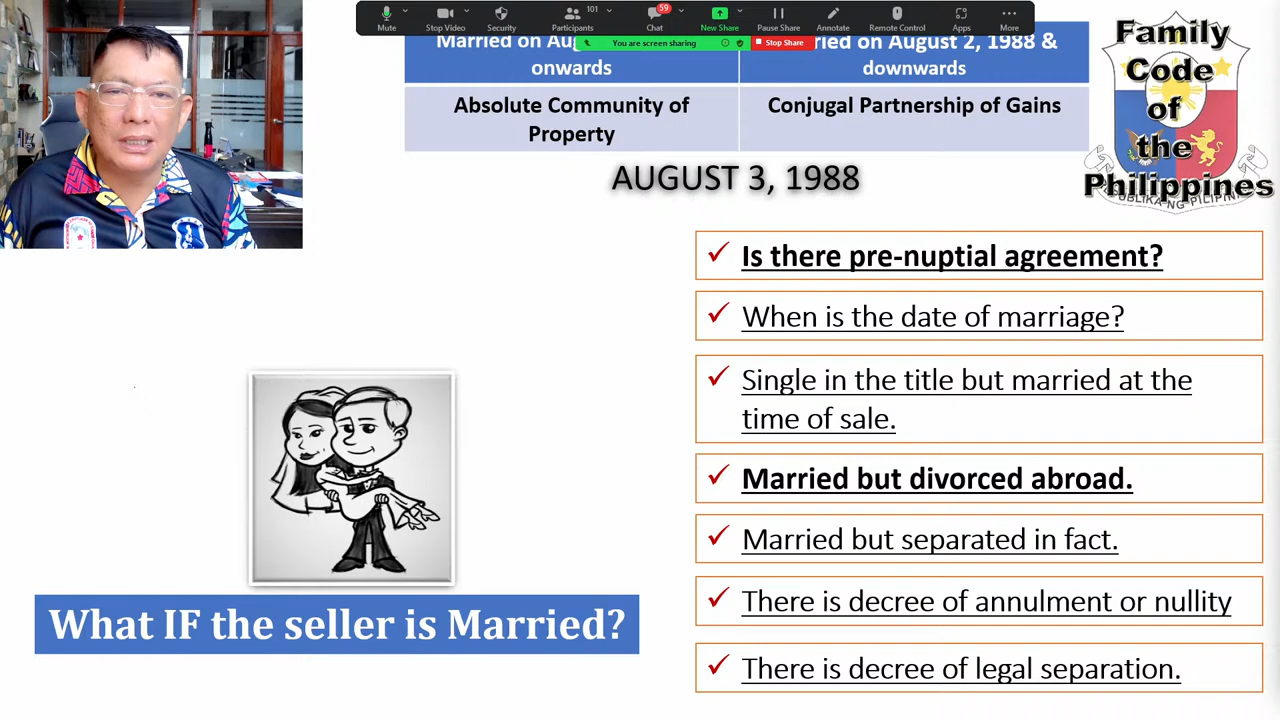 Mute
Stop Video
Security
Participants
101
Chat
59
New Share
Pause Share
Annotate
Remote Control
Apps
More
You are screen sharing
Stop Share
Married on Aug
onwards
ried on August 2, 1988 &
downwards
Absolute Community of
Property
Conjugal Partnership of Gains
AUGUST 3, 1988
Family
Code
of
the
Philippines
Is there pre-nuptial agreement?
When is the date of marriage?
Single in the title but married at the
time of sale.
Married but divorced abroad.
Married but separated in fact.
There is decree of annulment or nullity
There is decree of legal separation.
What IF the seller is Married?